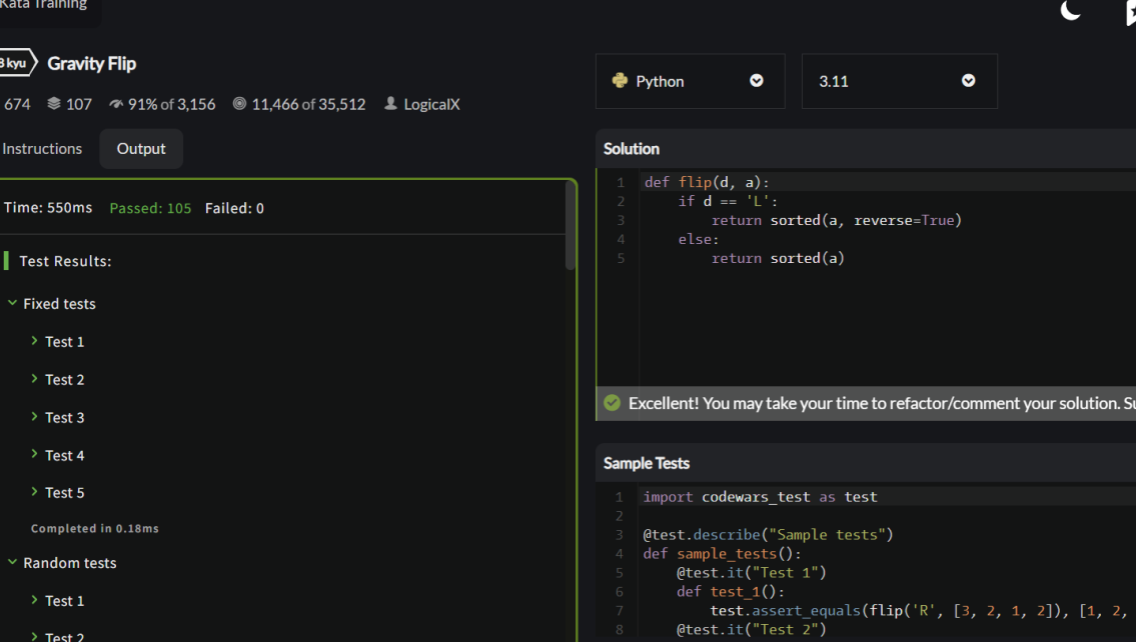 Kata Training
8 kyu Gravity Flip
674 107 91% of 3,156 11,466 of 35,512 LogicalX
Instructions Output
Time: 550ms Passed: 105 Failed: 0
Test Results:
Fixed tests
Test 1
Test 2
Test 3
Test 4
Test 5
Completed in 0.18ms
Random tests
Test 1
Test 2
Python 3.11
Solution
1 def flip(d, a):
2     if d == 'L':
3         return sorted(a, reverse=True)
4     else:
5         return sorted(a)
Excellent! You may take your time to refactor/comment your solution. Su
Sample Tests
1 import codewars_test as test
2
3 @test.describe("Sample tests")
4 def sample_tests():
5     @test.it("Test 1")
6     def test_1():
7         test.assert_equals(flip('R', [3, 2, 1, 2]), [1, 2,
8     @test.it("Test 2")